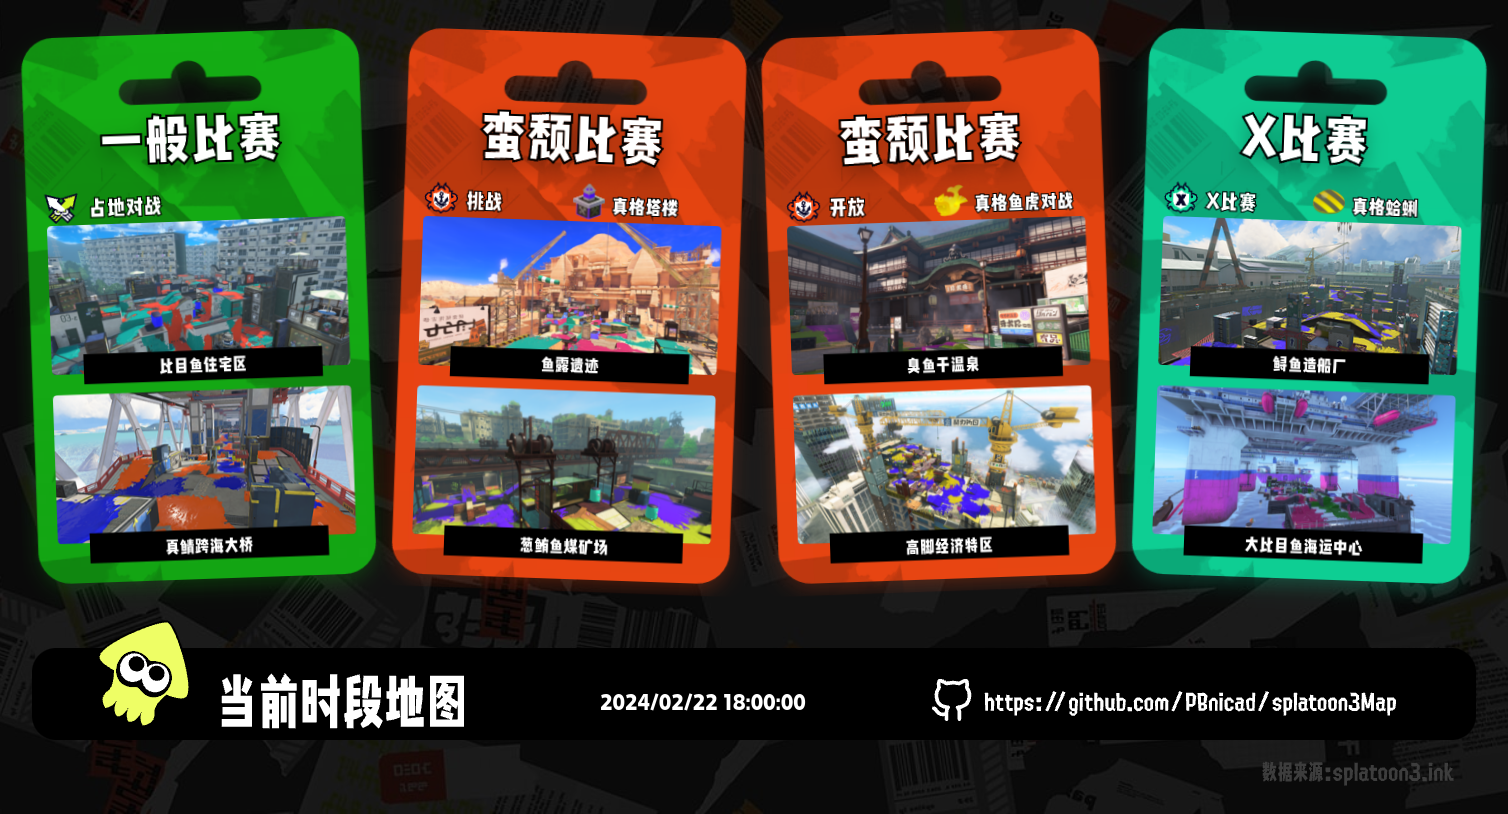 一般比赛
占地对战
比目鱼住宅区
真鲭跨海大桥
蛮颓比赛
挑战
真格塔楼
鱼露遗迹
葱鲔鱼煤矿场
蛮颓比赛
开放
真格鱼虎对战
臭鱼干温泉
高脚经济特区
X比赛
X比赛
真格蛤蜊
鲟鱼造船厂
大比目鱼海运中心
当前时段地图
2024/02/22 18:00:00
https://github.com/PBnicad/splatoon3Map
数据来源:splatoon3.ink